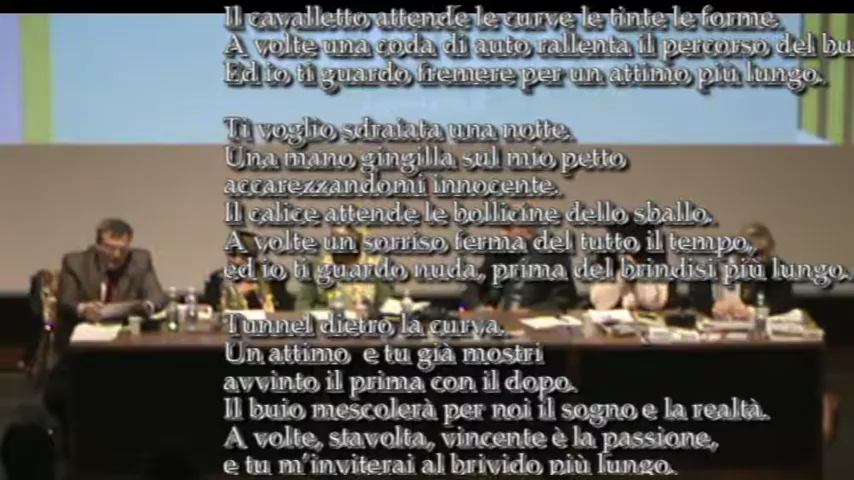 Il cavalletto attende le curve le tinte le forme.
A volte una coda di auto rallenta il percorso del bu
Ed io ti guardo fremere per un attimo più lungo.
Ti voglio sdraiata una notte.
Una mano gingilla sul mio petto
accarezzandomi innocente.
Il calice attende le bollicine dello sballo.
A volte un sorriso ferma del tutto il tempo,
ed io ti guardo nuda, prima del brindisi più lungo.
Tunnel dietro la curva.
Un attimo e tu già mostri
avvinto il prima con il dopo.
Il buio mescolerà per noi il sogno e la realtà.
A volte, stavolta, vincente è la passione,
e tu m'inviterai al brivido più lungo.